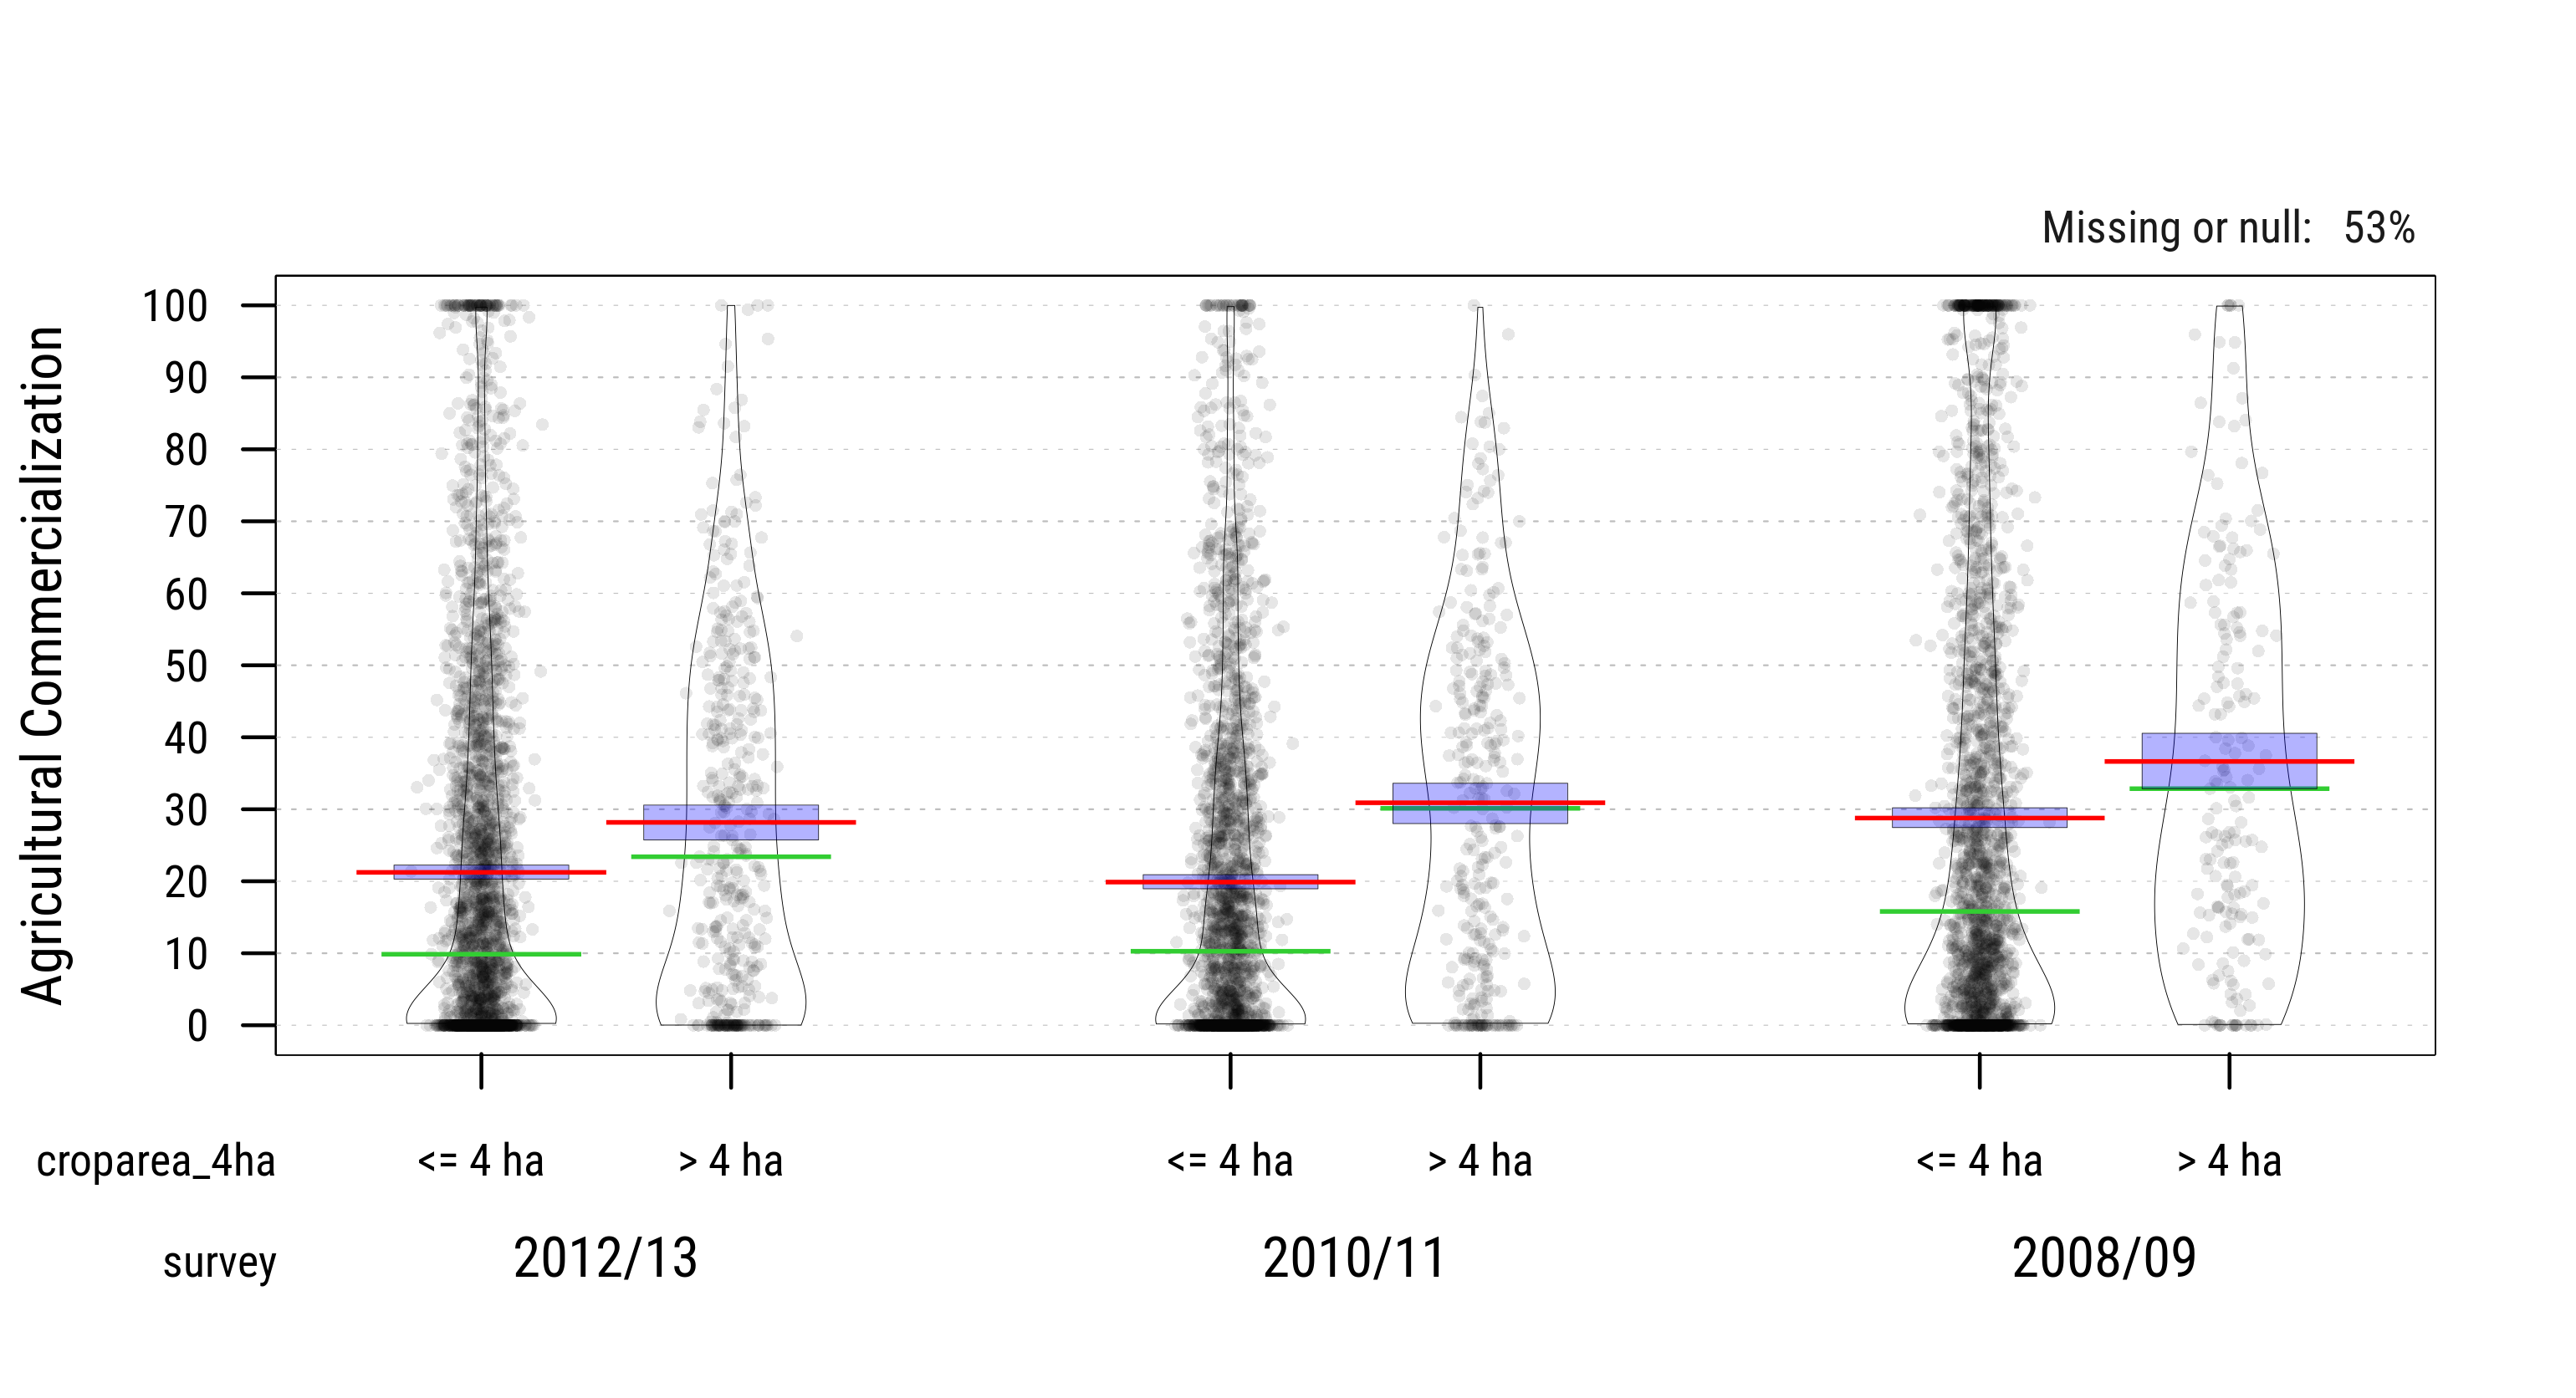 Missing or null: 53%
Agricultural Commercialization
100
90
80
70
60
50
40
30
20
10
0
croparea_4ha <= 4 ha > 4 ha <= 4 ha > 4 ha <= 4 ha > 4 ha
survey 2012/13 2010/11 2008/09